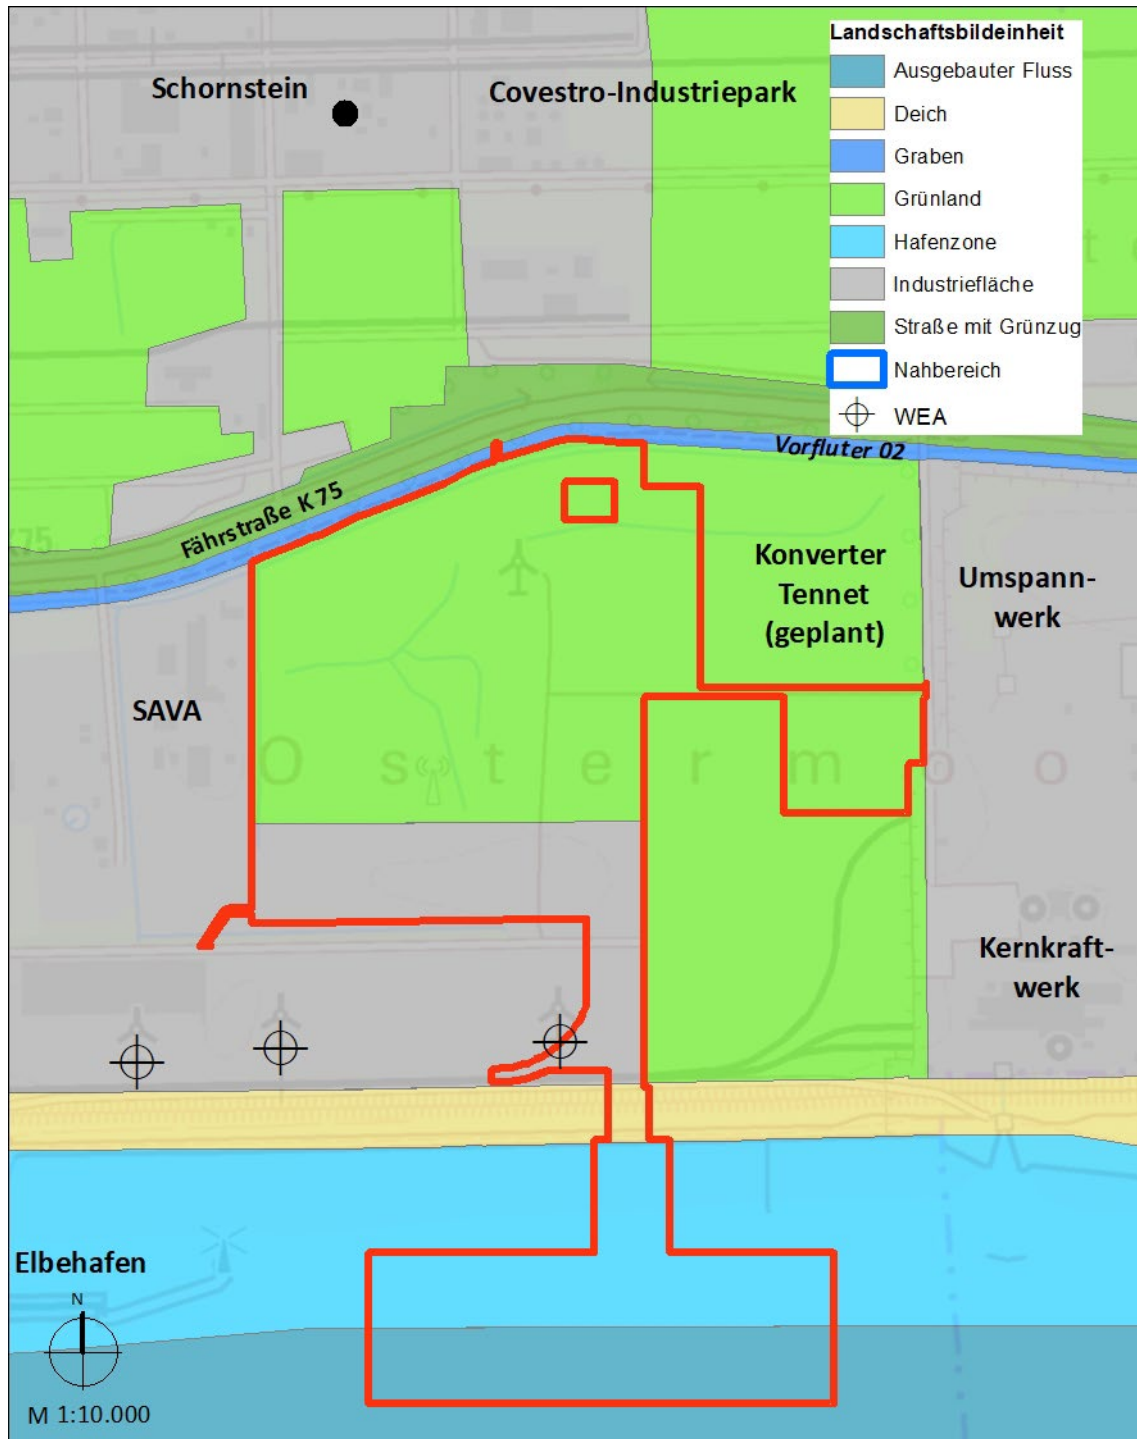 Landschaftsbildeinheit
Ausgebauter Fluss
Deich
Graben
Grünland
Hafenzone
Industriefläche
Straße mit Grünzug
Nahbereich
WEA
Schornstein
Covestro-Industriepark
Vorfluter 02
Fährstraße K 75
K75
Konverter
Tennet
(geplant)
Umspann-
werk
SAVA
O s t e r m o o
Kernkraft-
werk
Elbehafen
N
M 1:10.000